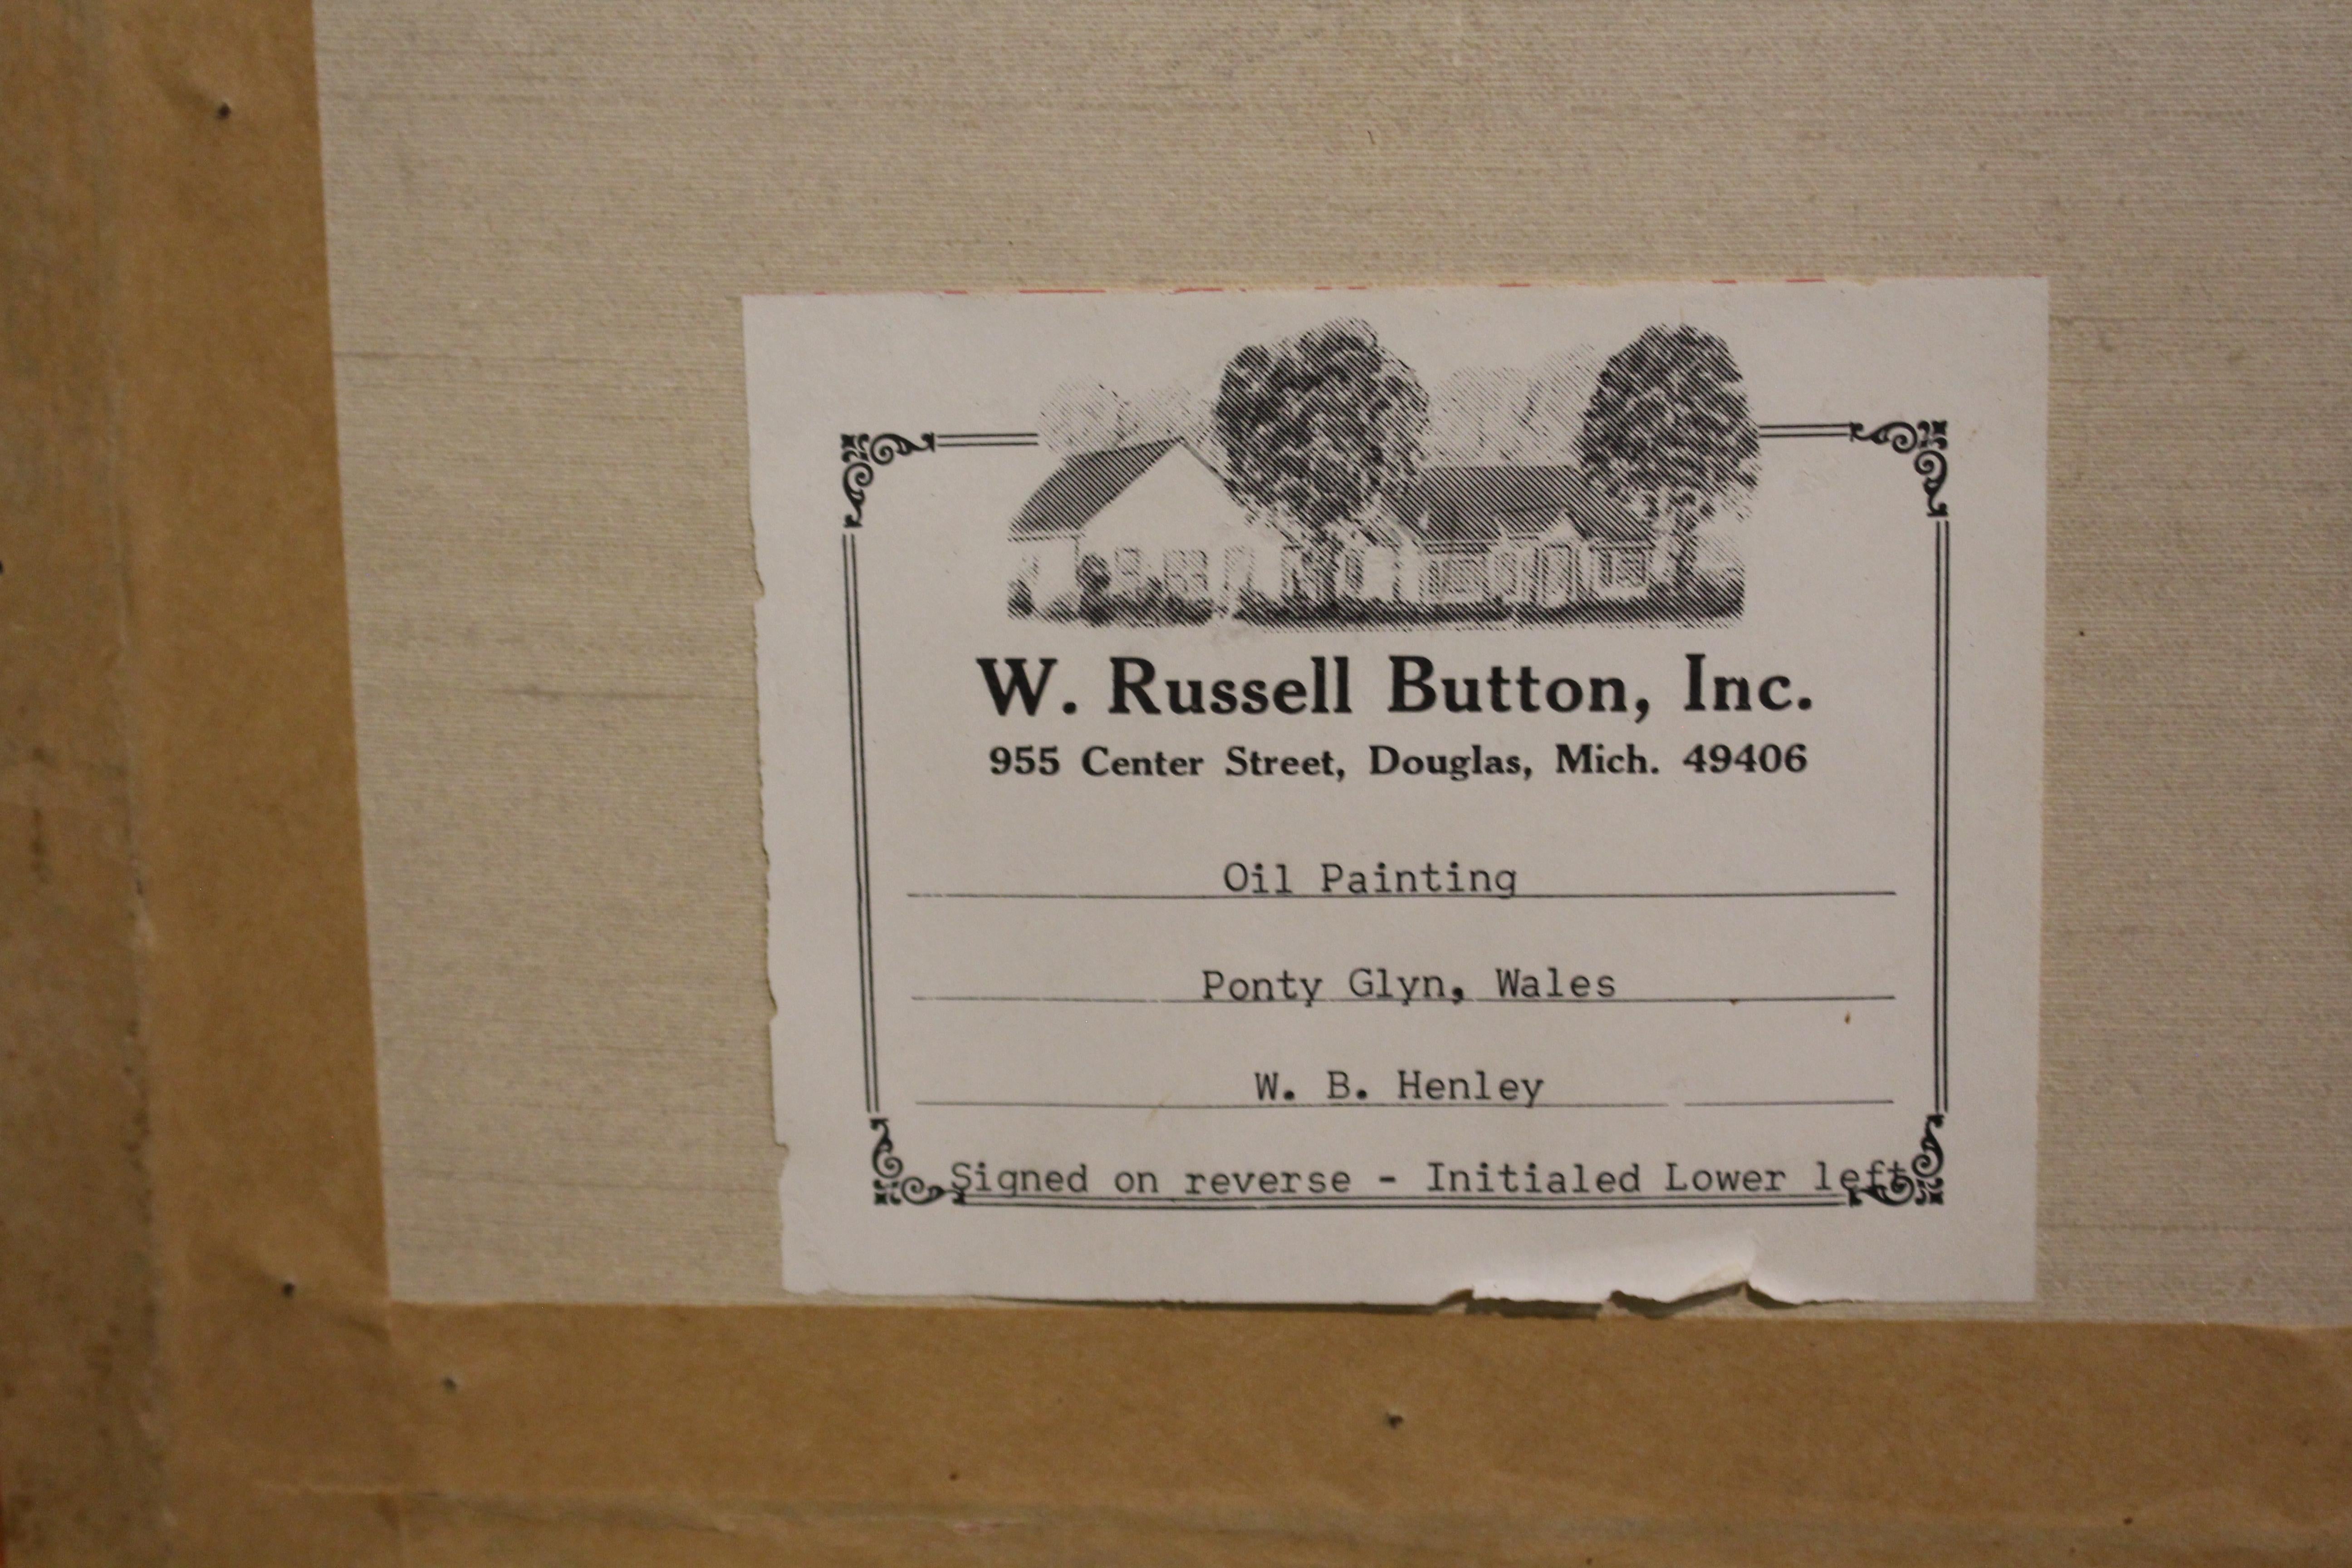 W. Russell Button, Inc.
955 Center Street, Douglas, Mich. 49406
Oil Painting
Ponty Glyn, Wales
W. B. Henley
Signed on reverse - Initialed Lower left